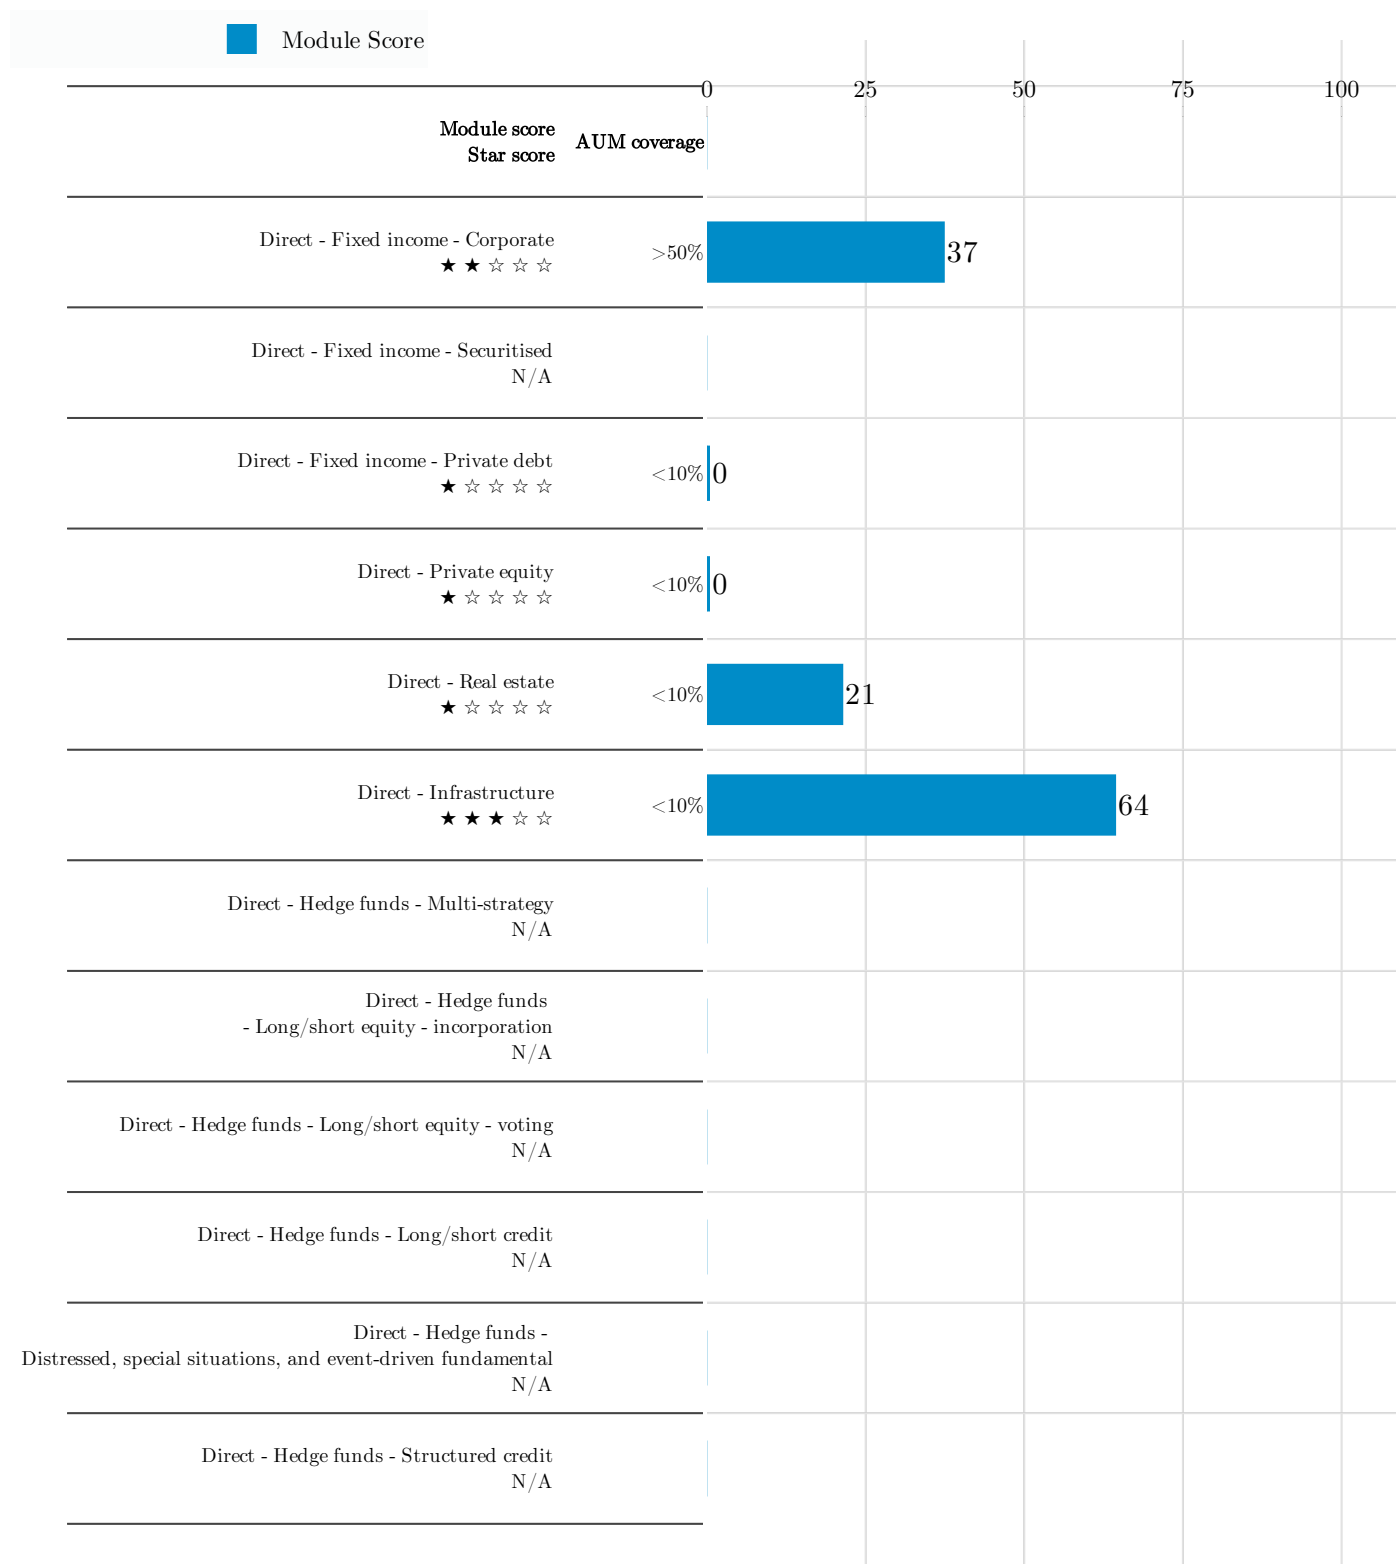 Module Score
0 25 50 75 100
Module score
Star score
AUM coverage
Direct - Fixed income - Corporate
★ ★ ☆ ☆ ☆
>50%
37
Direct - Fixed income - Securitised
N/A
Direct - Fixed income - Private debt
★ ☆ ☆ ☆ ☆
<10%
0
Direct - Private equity
★ ☆ ☆ ☆ ☆
<10%
0
Direct - Real estate
★ ☆ ☆ ☆ ☆
<10%
21
Direct - Infrastructure
★ ★ ★ ☆ ☆
<10%
64
Direct - Hedge funds - Multi-strategy
N/A
Direct - Hedge funds
- Long/short equity - incorporation
N/A
Direct - Hedge funds - Long/short equity - voting
N/A
Direct - Hedge funds - Long/short credit
N/A
Direct - Hedge funds -
Distressed, special situations, and event-driven fundamental
N/A
Direct - Hedge funds - Structured credit
N/A